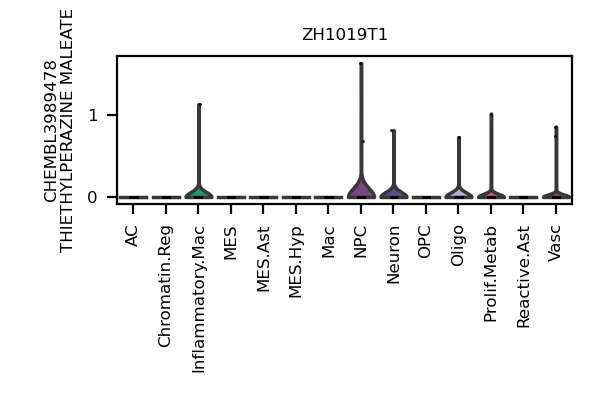 ZH1019T1
CHEMBL3989478
THIETHYLPERAZINE MALEATE
1
0
AC
Chromatin.Reg
Inflammatory.Mac
MES
MES.Ast
MES.Hyp
Mac
NPC
Neuron
OPC
Oligo
Prolif.Metab
Reactive.Ast
Vasc